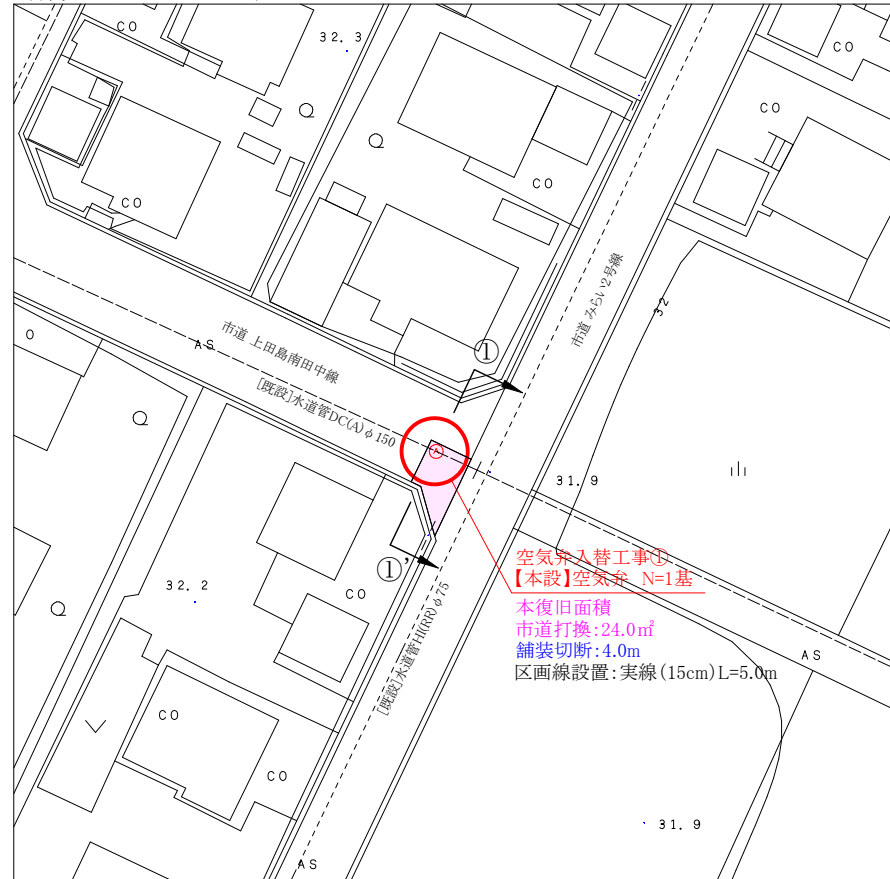 CO
32.3
CO
CO
CO
CO
市道 みらい2号線
32
市道 上田島南田中線
O
AS
①
[既設]水道管DC(A)φ150
A
31.9
空気弁入替工事①
【本設】空気弁 N=1基
①’
本復旧面積
市道打換:24.0㎡
舗装切断:4.0m
区画線設置:実線(15cm)L=5.0m
32.2
CO
[既設]水道管HI(RR)φ75
AS
CO
CO
31.9
AS